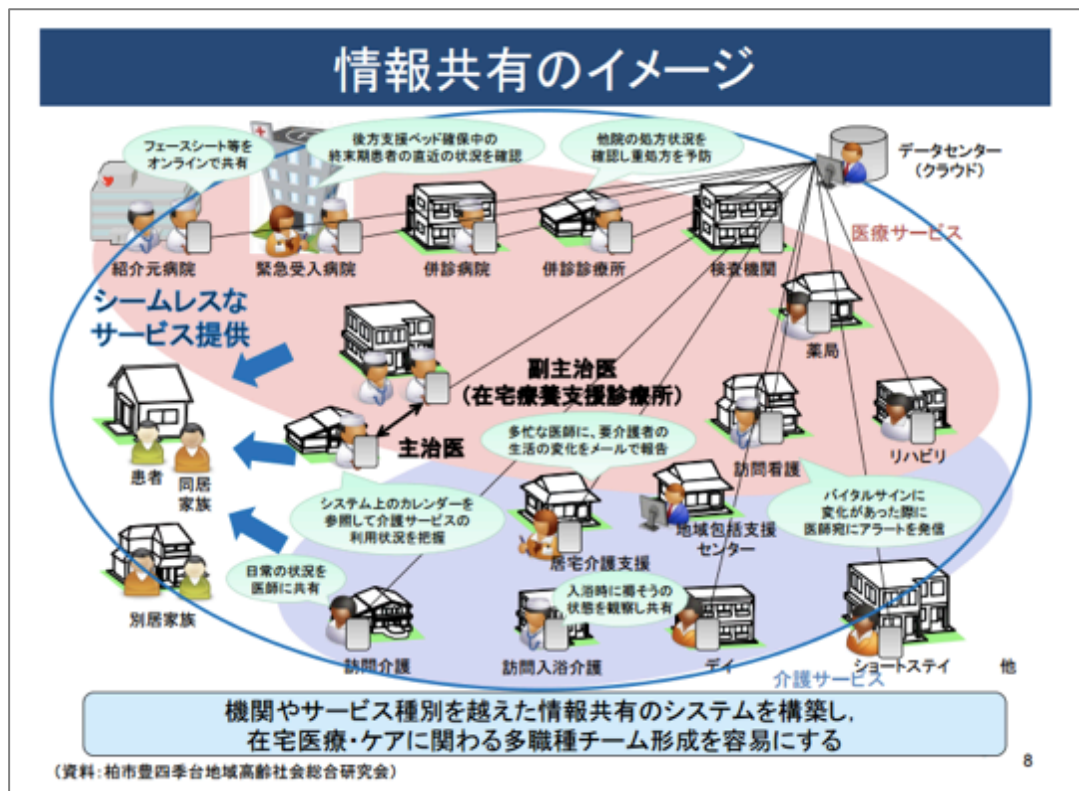 情報共有のイメージ
フェースシート等を
オンラインで共有
後方支援ベッド確保中の
終末期患者の直近の状況を確認
他院の処方状況を
確認し重処方を予防
データセンター
(クラウド)
医療サービス
紹介元病院
緊急受入病院
併診病院
併診診療所
検査機関
シームレスな
サービス提供
薬局
副主治医
(在宅療養支援診療所)
主治医
多忙な医師に、要介護者の
生活の変化をメールで報告
訪問看護
リハビリ
患者
同居
家族
システム上のカレンダーを
参照して介護サービスの
利用状況を把握
バイタルサインに
変化があった際に
医師宛にアラートを発信
地域包括支援
センター
居宅介護支援
日常の状況を
医師に共有
入浴時に褥そうの
状態を観察し共有
別居家族
訪問介護
訪問入浴介護
デイ
ショートステイ
他
介護サービス
機関やサービス種別を越えた情報共有のシステムを構築し,
在宅医療・ケアに関わる多職種チーム形成を容易にする
(資料:柏市豊四季台地域高齢社会総合研究会)
8